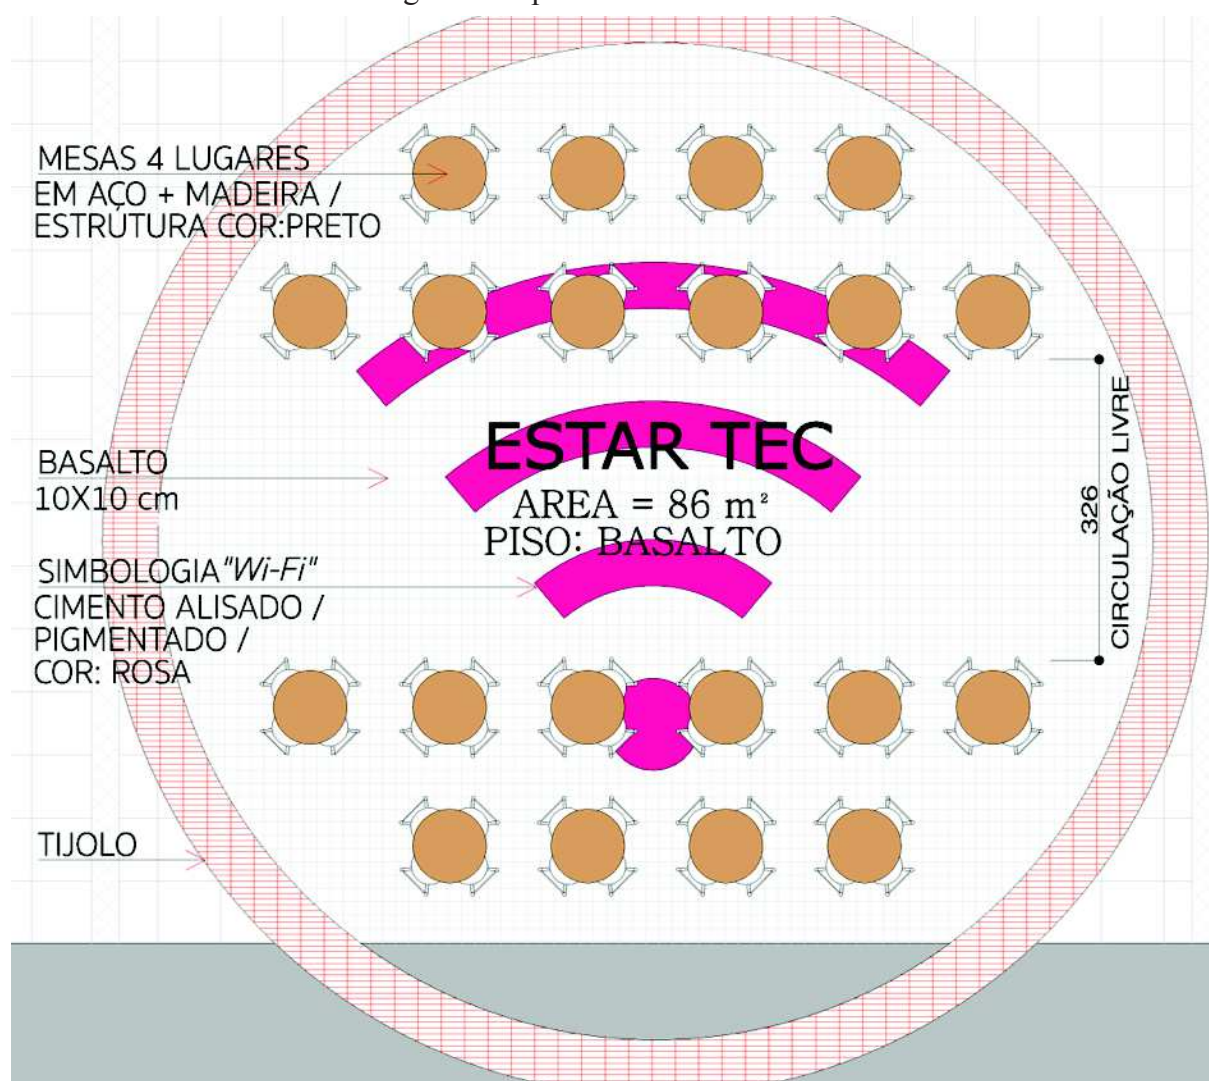 MESAS 4 LUGARES
EM AÇO + MADEIRA /
ESTRUTURA COR:PRETO
ESTAR TEC
AREA = 86 m²
PISO: BASALTO
BASALTO
10X10 cm
SIMBOLOGIA "Wi-Fi"
CIMENTO ALISADO /
PIGMENTADO /
COR: ROSA
TIJOLO
326
CIRCULAÇÃO LIVRE